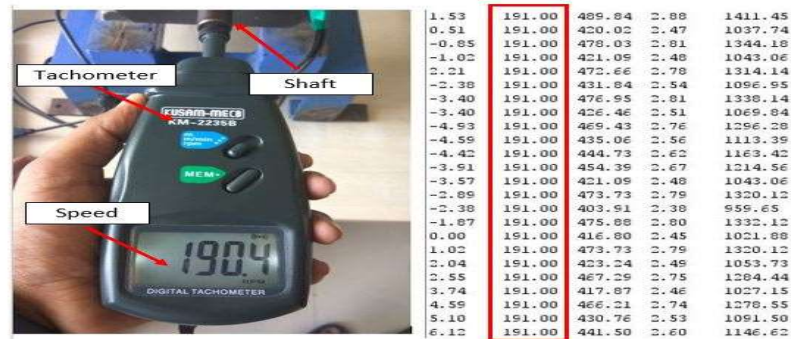 Tachometer
Shaft
KUSAM-MECO
KM-2235B
MEM
Speed
190.4
RPM
DIGITAL TACHOMETER
1.53 191.00 489.84 2.88 1411.45
0.51 191.00 420.02 2.47 1037.74
-0.85 191.00 478.03 2.81 1344.18
-1.02 191.00 421.09 2.48 1043.06
2.21 191.00 472.66 2.78 1314.14
-2.38 191.00 431.84 2.54 1096.95
-3.40 191.00 476.95 2.81 1338.14
-3.40 191.00 426.46 2.51 1069.84
-4.93 191.00 469.43 2.76 1296.28
-4.59 191.00 435.06 2.56 1113.39
-4.42 191.00 444.73 2.62 1163.42
-3.91 191.00 454.39 2.67 1214.56
-3.57 191.00 421.09 2.48 1043.06
-2.89 191.00 473.73 2.79 1320.12
-2.38 191.00 403.91 2.38 959.65
-1.87 191.00 475.88 2.80 1332.12
0.00 191.00 416.80 2.45 1021.88
1.02 191.00 473.73 2.79 1320.12
2.04 191.00 423.24 2.49 1053.73
2.55 191.00 467.29 2.75 1284.44
3.74 191.00 417.87 2.46 1027.15
4.59 191.00 466.21 2.74 1278.55
5.10 191.00 430.76 2.53 1091.50
6.12 191.00 441.50 2.60 1146.62